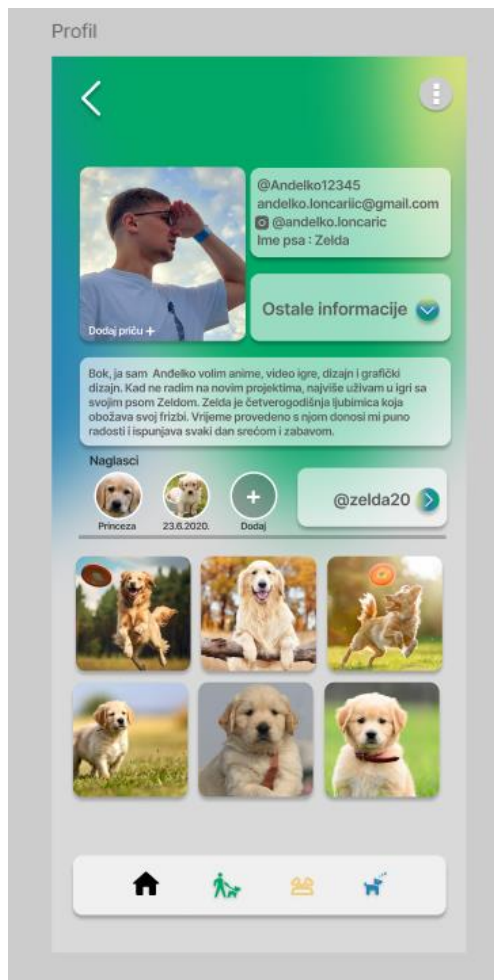 Profil
@Andelko12345
andelko.loncariic@gmail.com
@andelko.loncaric
Ime psa : Zelda
Ostale informacije
Dodaj priču +
Bok, ja sam Anđelko volim anime, video igre, dizajn i grafički
dizajn. Kad ne radim na novim projektima, najviše uživam u igri sa
svojim psom Zeldom. Zelda je četverogodišnja ljubimica koja
obožava svoj frizbi. Vrijeme provedeno s njom donosi mi puno
radosti i ispunjava svaki dan srećom i zabavom.
Naglasci
Princeza
23.6.2020.
Dodaj
@zelda20